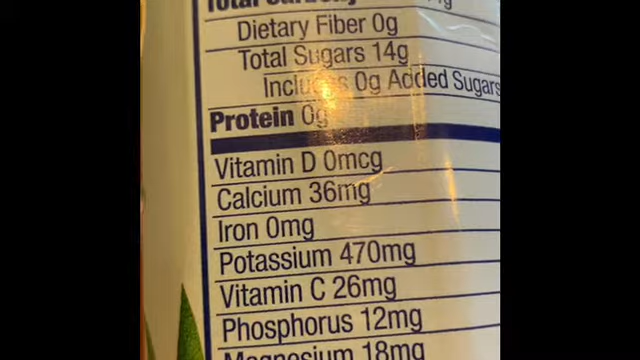 Total
Dietary Fiber 0g
Total Sugars 14g
Includes 0g Added Sugars
Protein 0g
Vitamin D 0mcg
Calcium 36mg
Iron 0mg
Potassium 470mg
Vitamin C 26mg
Phosphorus 12mg
Magnesium 18mg